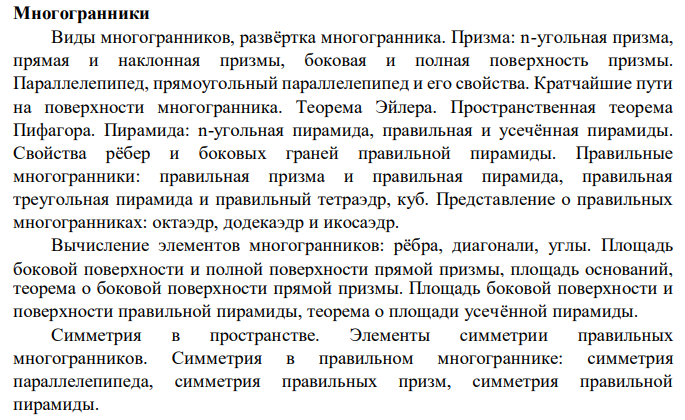 Многогранники
Виды многогранников, развёртка многогранника. Призма: n-угольная призма,
прямая и наклонная призмы, боковая и полная поверхность призмы.
Параллелепипед, прямоугольный параллелепипед и его свойства. Кратчайшие пути
на поверхности многогранника. Теорема Эйлера. Пространственная теорема
Пифагора. Пирамида: n-угольная пирамида, правильная и усечённая пирамиды.
Свойства рёбер и боковых граней правильной пирамиды. Правильные
многогранники: правильная призма и правильная пирамида, правильная
треугольная пирамида и правильный тетраэдр, куб. Представление о правильных
многогранниках: октаэдр, додекаэдр и икосаэдр.
Вычисление элементов многогранников: рёбра, диагонали, углы. Площадь
боковой поверхности и полной поверхности прямой призмы, площадь оснований,
теорема о боковой поверхности прямой призмы. Площадь боковой поверхности и
поверхности правильной пирамиды, теорема о площади усечённой пирамиды.
Симметрия в пространстве. Элементы симметрии правильных
многогранников. Симметрия в правильном многограннике: симметрия
параллелепипеда, симметрия правильных призм, симметрия правильной
пирамиды.